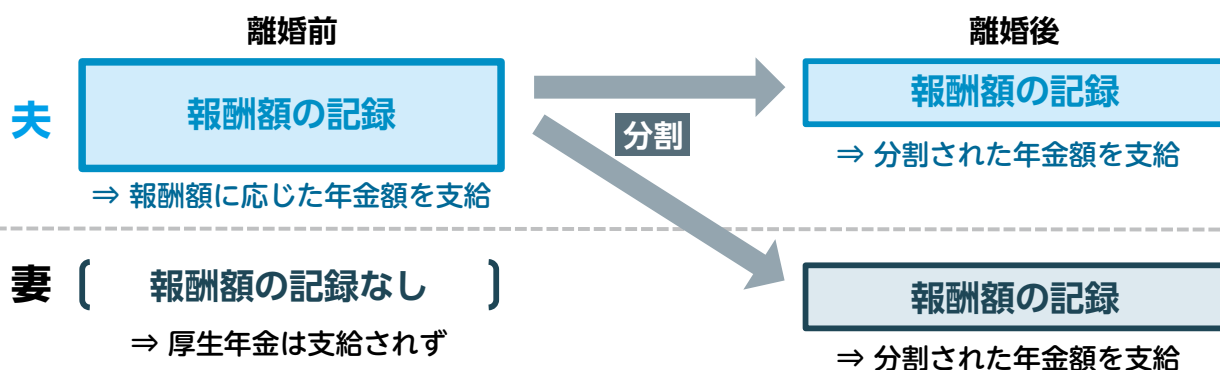 離婚前
離婚後
夫
報酬額の記録
⇒ 報酬額に応じた年金額を支給
分割
報酬額の記録
⇒ 分割された年金額を支給
妻
[ 報酬額の記録なし ]
⇒ 厚生年金は支給されず
報酬額の記録
⇒ 分割された年金額を支給